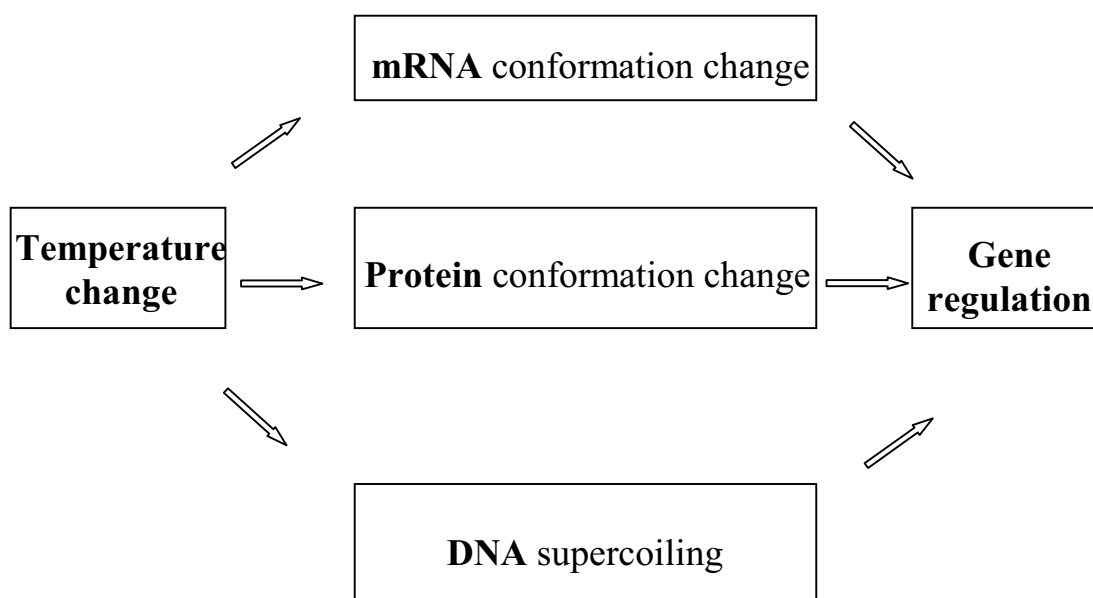 mRNA conformation change
Temperature
change
Protein conformation change
Gene
regulation
DNA supercoiling